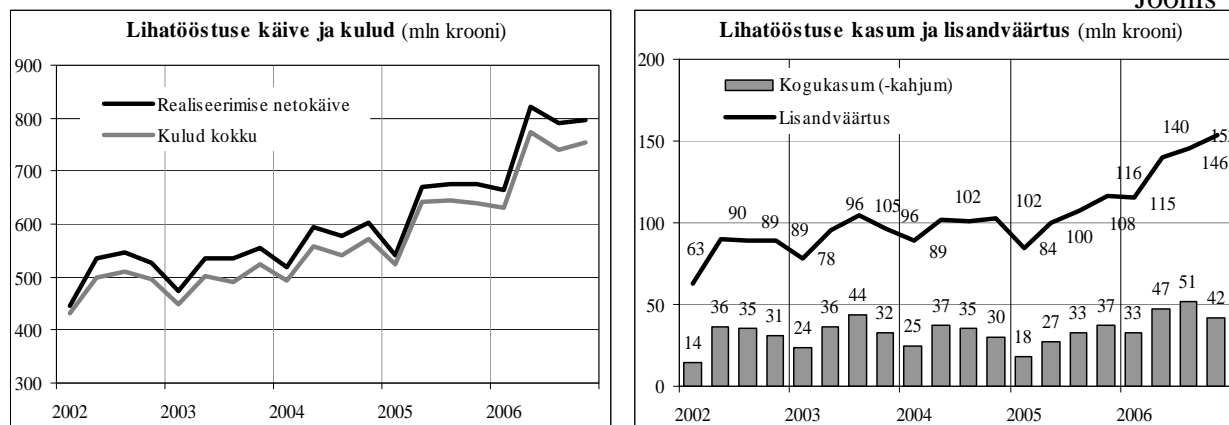 Joonis
Lihatööstuse käive ja kulud (mln krooni)
900
800
700
600
500
400
300
Realiseerimise netokäive
Kulud kokku
2002 2003 2004 2005 2006
Lihatööstuse kasum ja lisandväärtus (mln krooni)
200
150
100
50
0
Kogukasum (-kahjum)
Lisandväärtus
63 90 89 89 78 96 105 96 89 102 102 84 100 108 116 115 140 146 15
14 36 35 31 24 36 44 32 25 37 35 30 18 27 33 37 33 47 51 42
2002 2003 2004 2005 2006